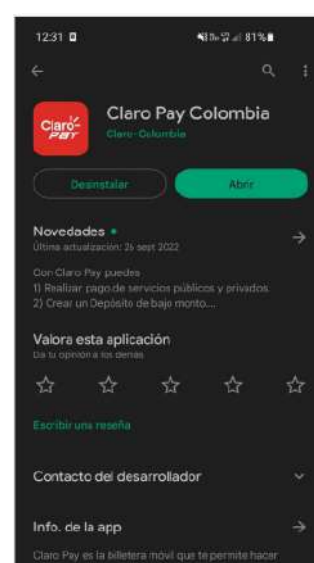 12:31
81%
Claro
PAY
Claro Pay Colombia
Claro-Colombia
Desinstalar
Abrir
Novedades
Última actualización: 26 sept 2022
Con Claro Pay puedes
1) Realizar pago de servicios públicos y privados
2) Crear un Depósito de bajo monto....
Valora esta aplicación
Da tu opinión a los demás
Escribir una reseña
Contacto del desarrollador
Info. de la app
Claro Pay es la billetera móvil que te permite hacer